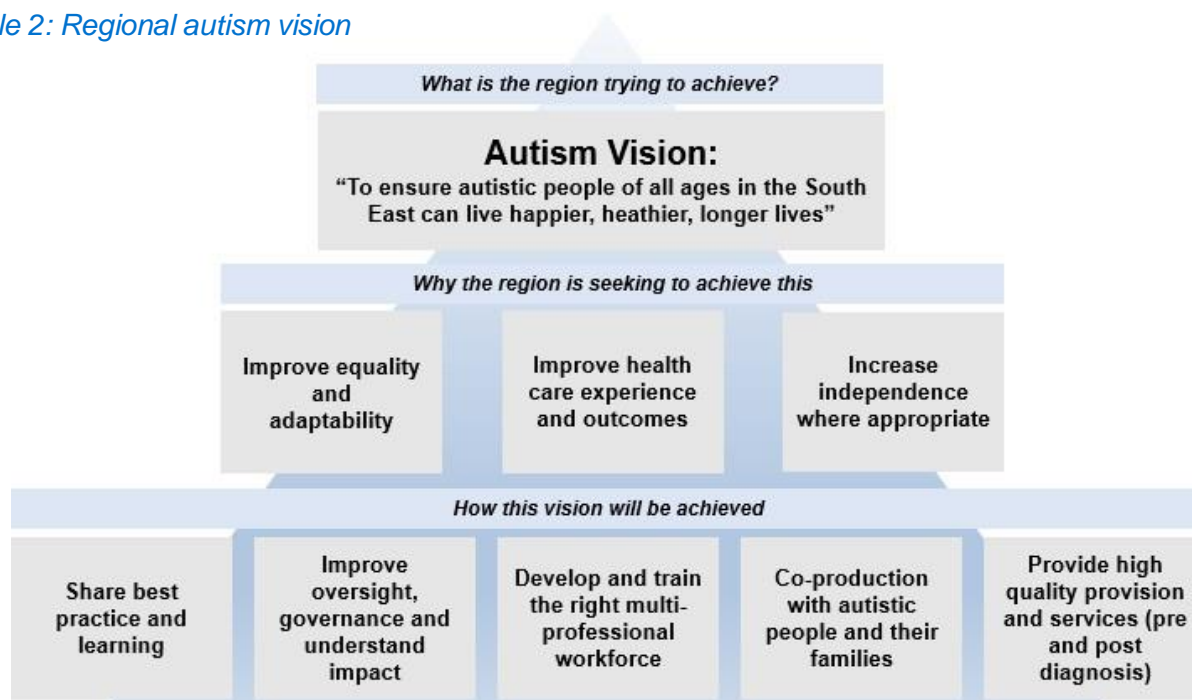 le 2: Regional autism vision
What is the region trying to achieve?
Autism Vision:
“To ensure autistic people of all ages in the South
East can live happier, heathier, longer lives”
Why the region is seeking to achieve this
Improve equality
and
adaptability
Improve health
care experience
and outcomes
Increase
independence
where appropriate
How this vision will be achieved
Share best
practice and
learning
Improve
oversight,
governance and
understand
impact
Develop and train
the right multi-
professional
workforce
Co-production
with autistic
people and their
families
Provide high
quality provision
and services (pre
and post
diagnosis)